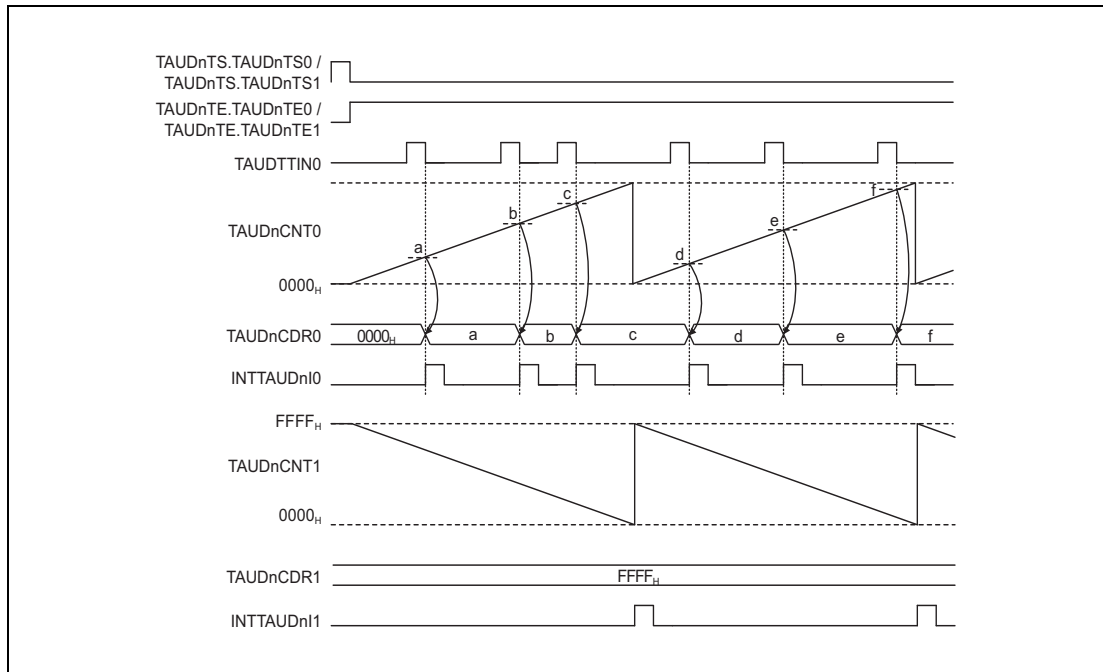 TAUDnTS.TAUDnTS0 /
TAUDnTS.TAUDnTS1
TAUDnTE.TAUDnTE0 /
TAUDnTE.TAUDnTE1
TAUDTTIN0
TAUDnCNT0
a
b
c
d
e
f
0000H
TAUDnCDR0
0000H a b c d e f
INTTAUDnI0
FFFFH
TAUDnCNT1
0000H
TAUDnCDR1
FFFFH
INTTAUDnI1